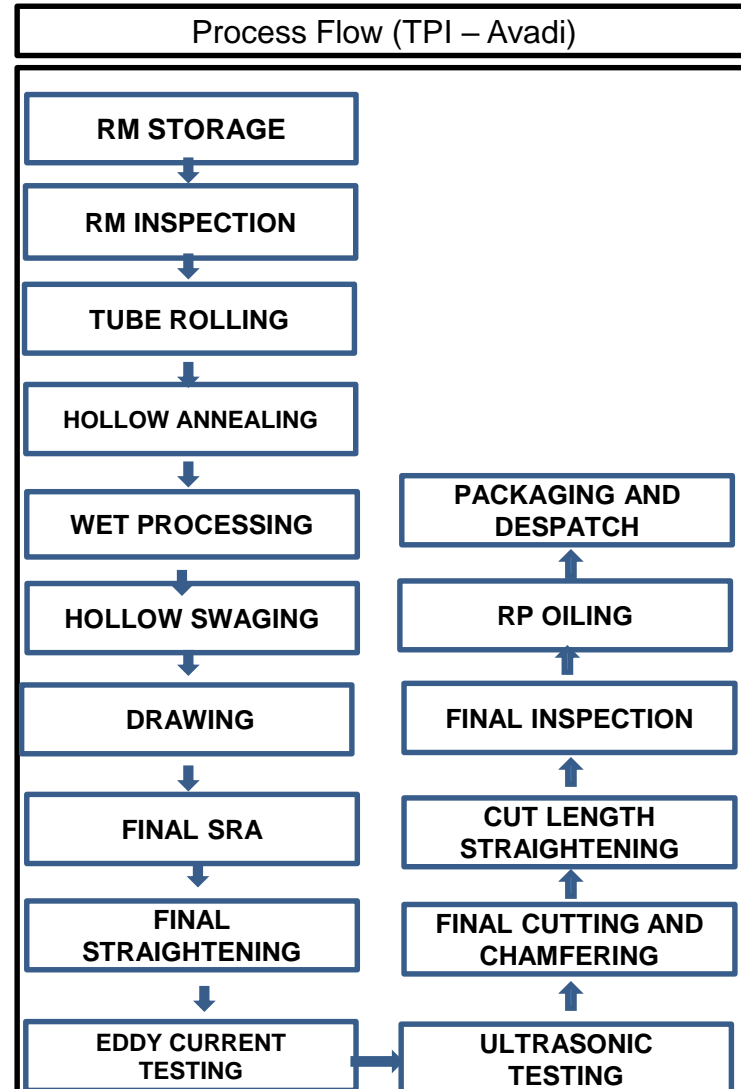 Process Flow (TPI – Avadi)
RM STORAGE
RM INSPECTION
TUBE ROLLING
HOLLOW ANNEALING
WET PROCESSING
HOLLOW SWAGING
DRAWING
FINAL SRA
FINAL
STRAIGHTENING
EDDY CURRENT
TESTING
ULTRASONIC
TESTING
FINAL CUTTING AND
CHAMFERING
CUT LENGTH
STRAIGHTENING
FINAL INSPECTION
RP OILING
PACKAGING AND
DESPATCH